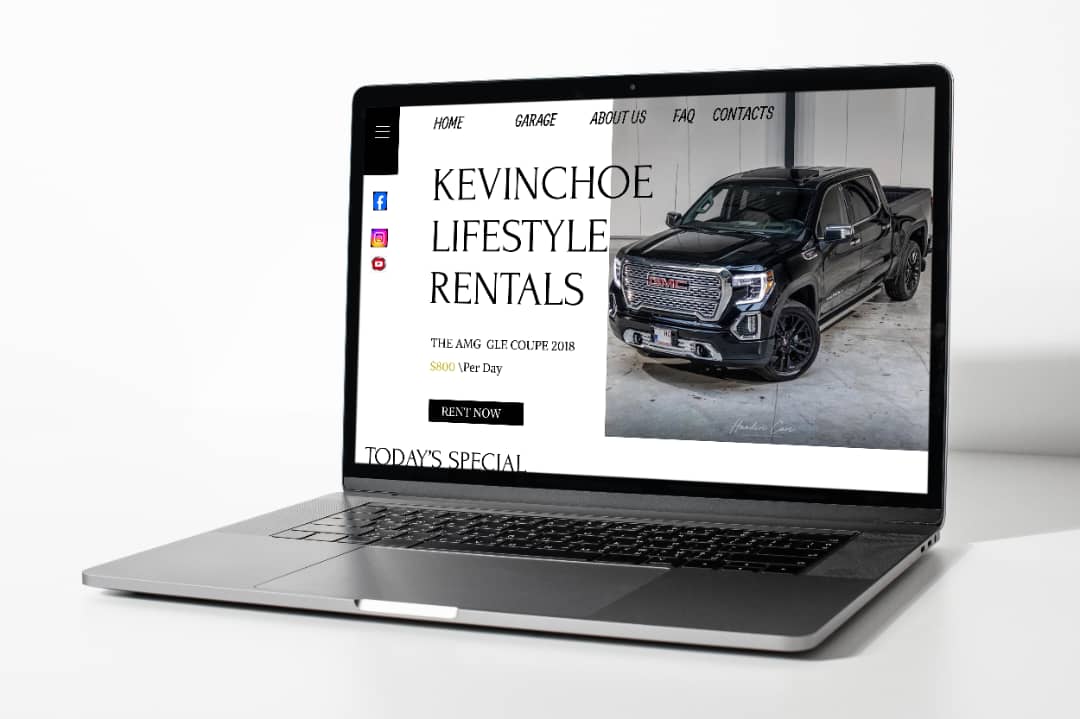 HOME GARAGE ABOUT US FAQ CONTACTS
KEVINCHOE
LIFESTYLE
RENTALS
THE AMG GLE COUPE 2018
$800 \Per Day
RENT NOW
TODAY'S SPECIAL
GMC